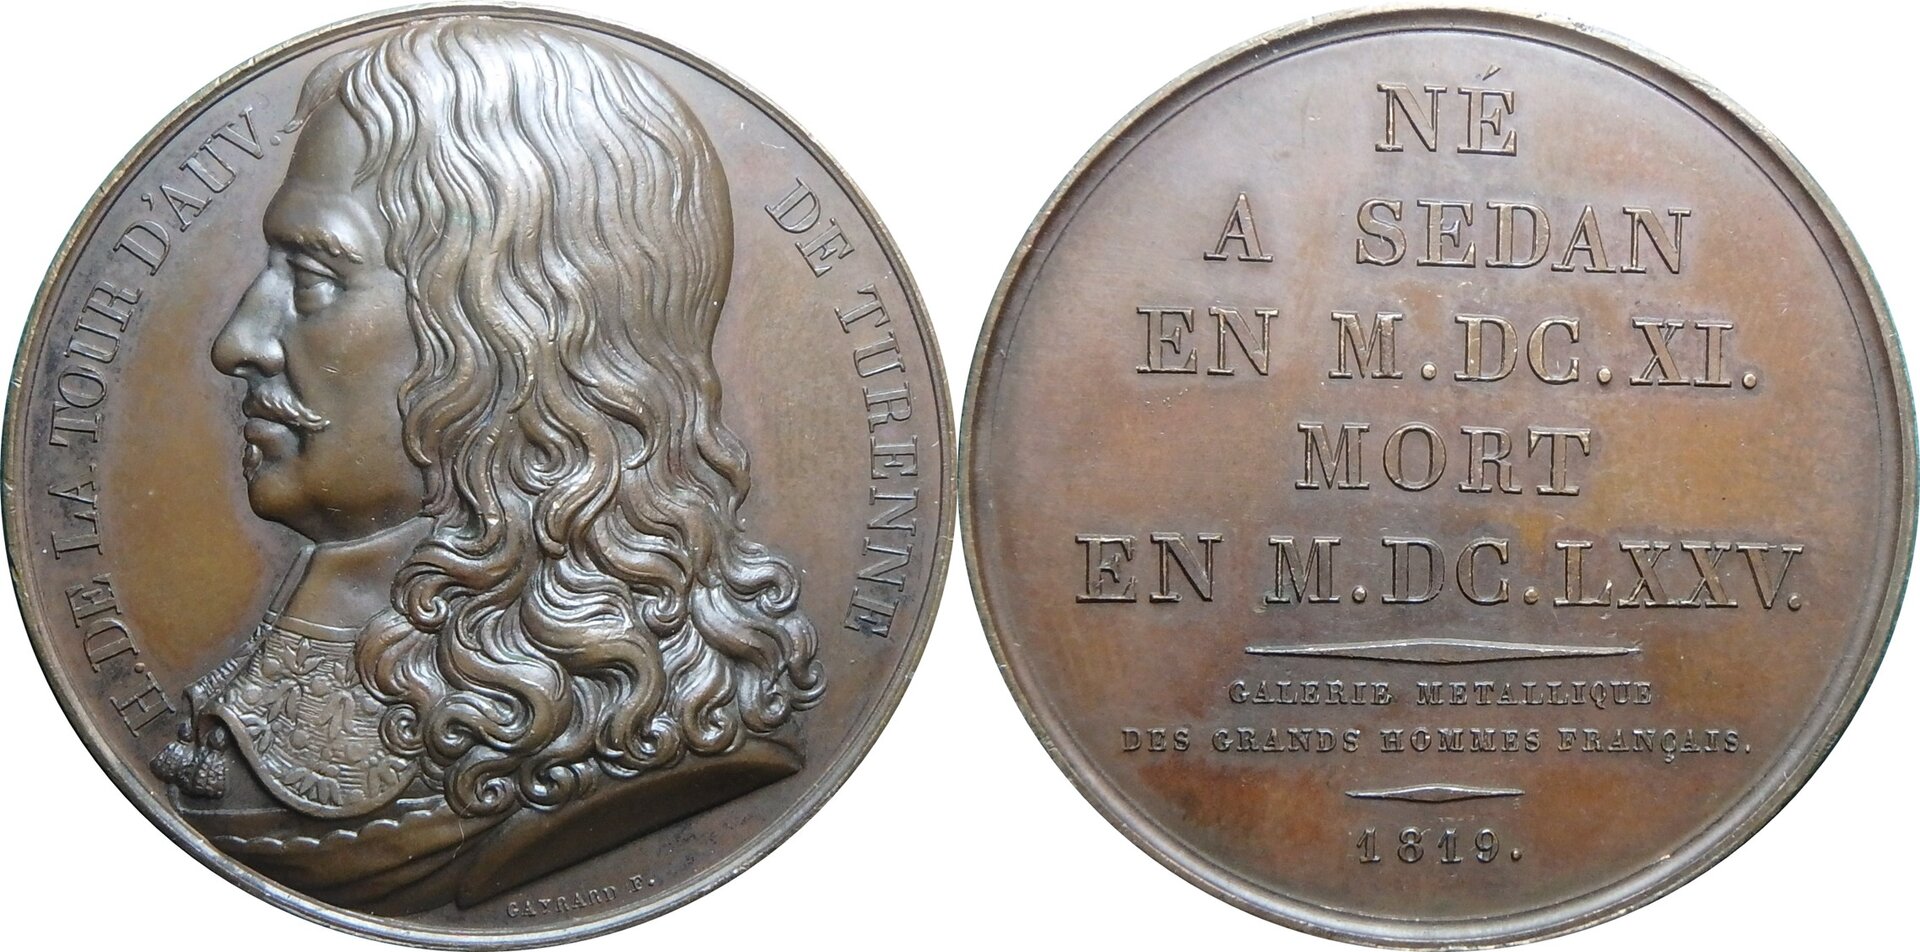 H. DE LA TOUR D'AUV. DE TURENNE
GAYRARD F.
NÉ
A SEDAN
EN M.DC.XI.
MORT
EN M.DC.LXXV.
GALERIE METALLIQUE
DES GRANDS HOMMES FRANÇAIS.
1819.